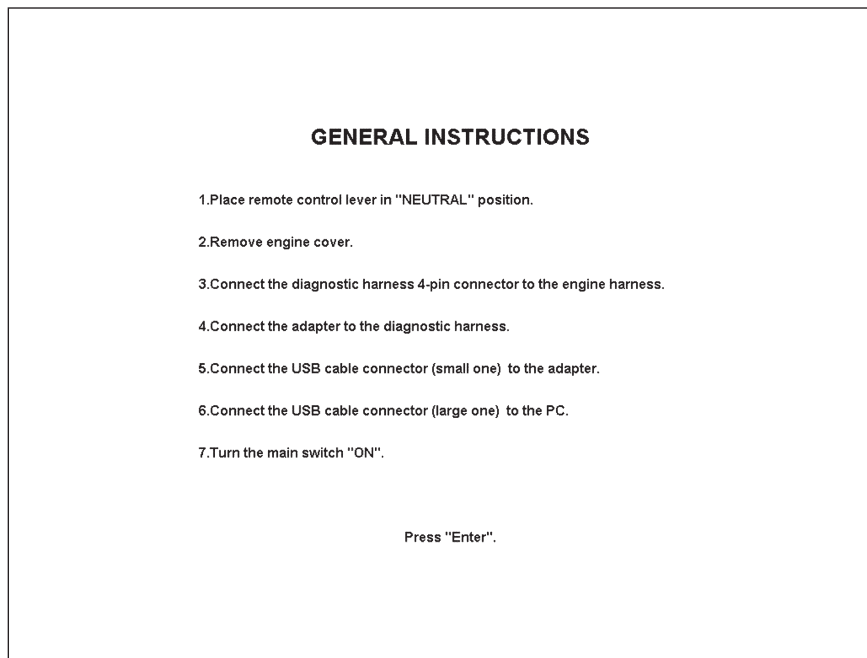 GENERAL INSTRUCTIONS
1.Place remote control lever in "NEUTRAL" position.
2.Remove engine cover.
3.Connect the diagnostic harness 4-pin connector to the engine harness.
4.Connect the adapter to the diagnostic harness.
5.Connect the USB cable connector (small one)  to the adapter.
6.Connect the USB cable connector (large one)  to the PC.
7.Turn the main switch "ON".
Press "Enter".